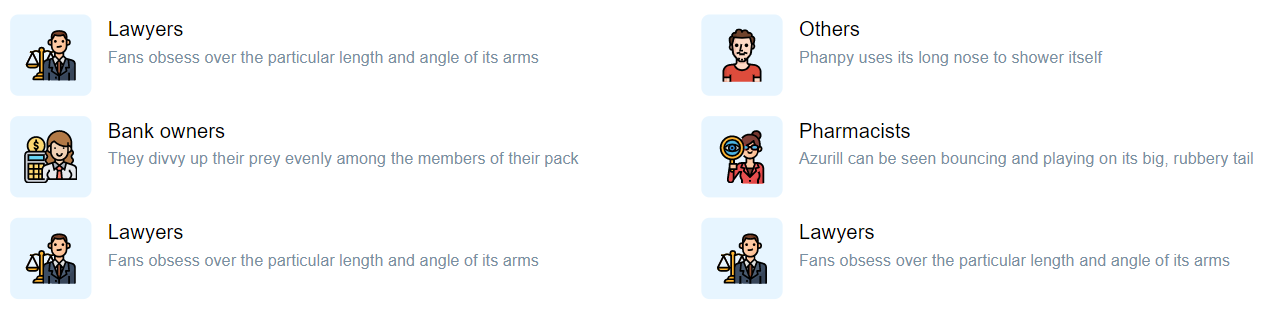 Lawyers
Fans obsess over the particular length and angle of its arms
Others
Phanpy uses its long nose to shower itself
Bank owners
They divvy up their prey evenly among the members of their pack
Pharmacists
Azurill can be seen bouncing and playing on its big, rubbery tail
Lawyers
Fans obsess over the particular length and angle of its arms
Lawyers
Fans obsess over the particular length and angle of its arms